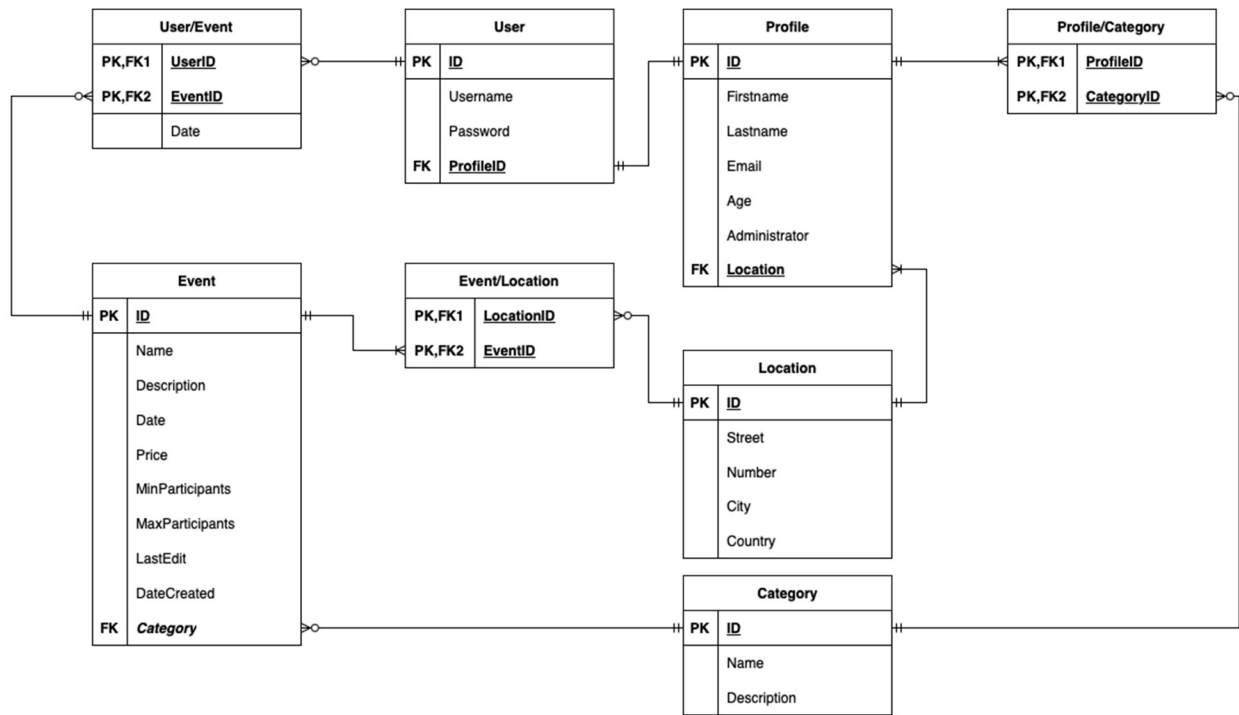 User/Event
PK,FK1 UserID
PK,FK2 EventID
Date
User
PK ID
Username
Password
FK ProfileID
Profile
PK ID
Firstname
Lastname
Email
Age
Administrator
FK Location
Profile/Category
PK,FK1 ProfileID
PK,FK2 CategoryID
Event
PK ID
Name
Description
Date
Price
MinParticipants
MaxParticipants
LastEdit
DateCreated
FK Category
Event/Location
PK,FK1 LocationID
PK,FK2 EventID
Location
PK ID
Street
Number
City
Country
Category
PK ID
Name
Description